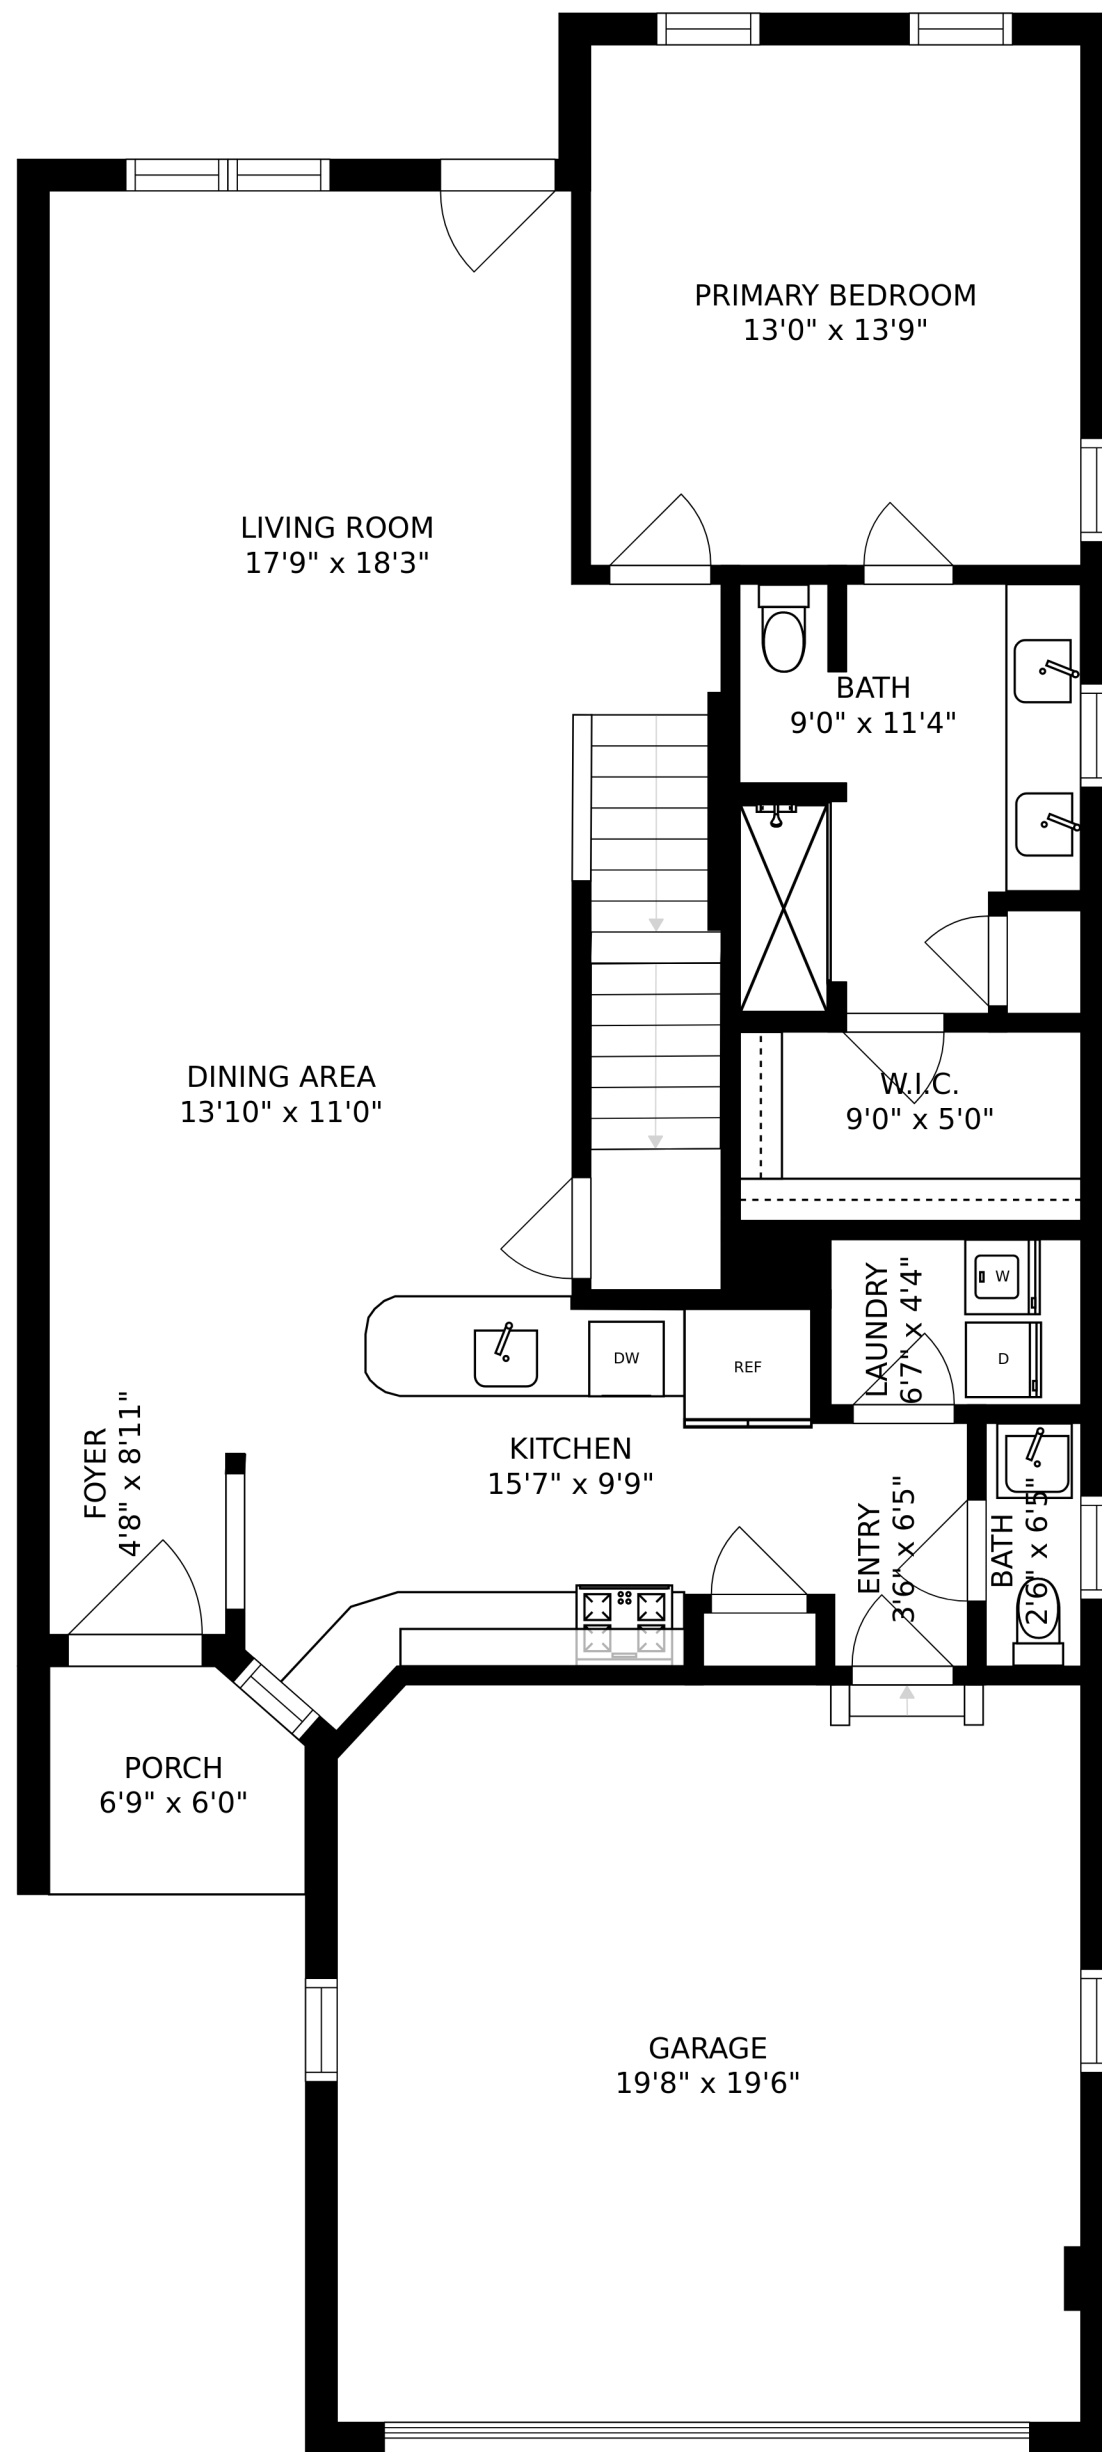 PRIMARY BEDROOM
13'0" x 13'9"
LIVING ROOM
17'9" x 18'3"
BATH
9'0" x 11'4"
DINING AREA
13'10" x 11'0"
W.I.C.
9'0" x 5'0"
LAUNDRY
6'7" x 4'4"
W
D
DW
REF
FOYER
4'8" x 8'11"
KITCHEN
15'7" x 9'9"
ENTRY
3'6" x 6'5"
BATH
2'6" x 6'5"
PORCH
6'9" x 6'0"
GARAGE
19'8" x 19'6"